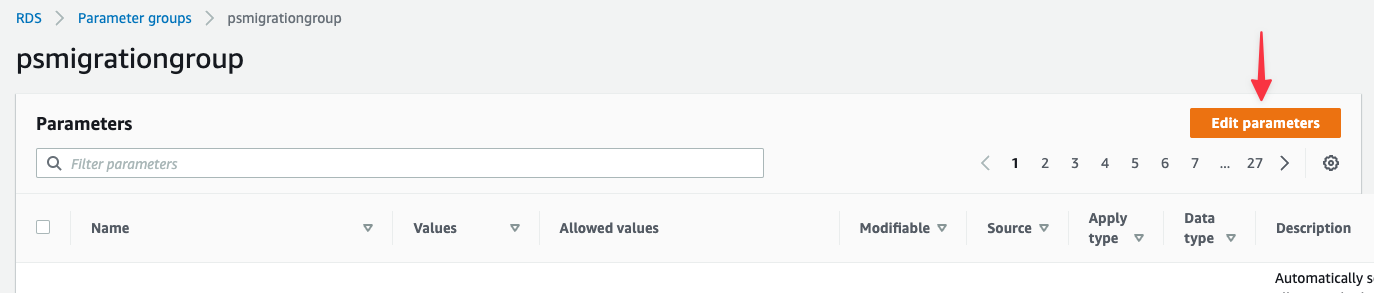 RDS > Parameter groups > psmigrationgroup
psmigrationgroup
Parameters
Edit parameters
Filter parameters
1 2 3 4 5 6 7 ... 27
Name Values Allowed values Modifiable Source Apply type Data type Description
Automatically